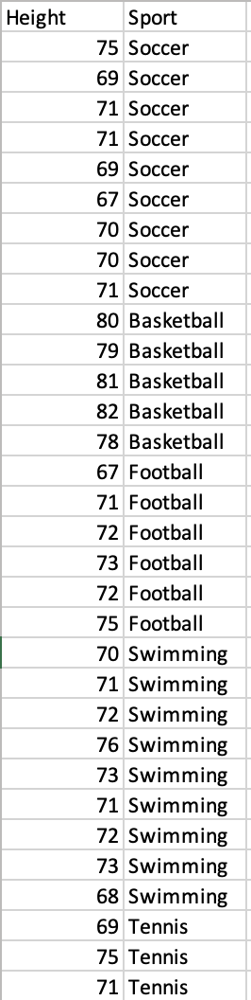 Height Sport
75 Soccer
69 Soccer
71 Soccer
71 Soccer
69 Soccer
67 Soccer
70 Soccer
70 Soccer
71 Soccer
80 Basketball
79 Basketball
81 Basketball
82 Basketball
78 Basketball
67 Football
71 Football
72 Football
73 Football
72 Football
75 Football
70 Swimming
71 Swimming
72 Swimming
76 Swimming
73 Swimming
71 Swimming
72 Swimming
73 Swimming
68 Swimming
69 Tennis
75 Tennis
71 Tennis